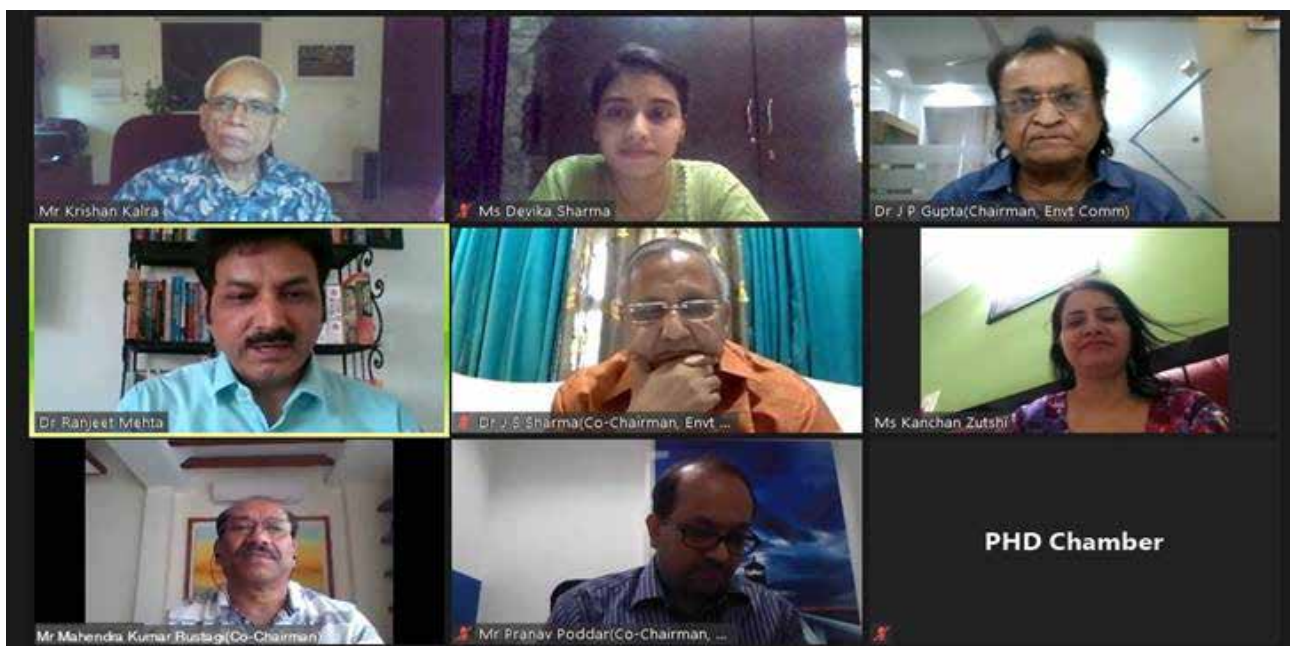 Mr Krishan Kalra
Ms Devika Sharma
Dr J P Gupta(Chairman, Envt Comm)
Dr Ranjeet Mehta
Dr J S Sharma(Co-Chairman, Envt ...
Ms Kanchan Zutshi
Mr Mahendra Kumar Rustagi(Co-Chairman)
Mr Pranav Poddar(Co-Chairman, ...
PHD Chamber